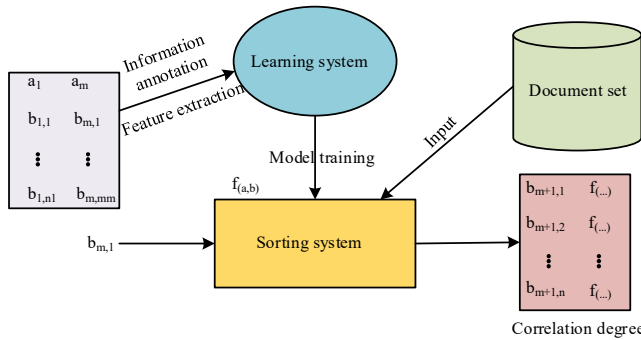 a1 am
b1,1 bm,1
b1,n1 bm,mm
Information
annotation
Feature extraction
Learning system
Document set
Input
Model training
f(a,b)
bm,1
Sorting system
bm+1,1 f(...)
bm+1,2 f(...)
bm+1,n f(...)
Correlation degree